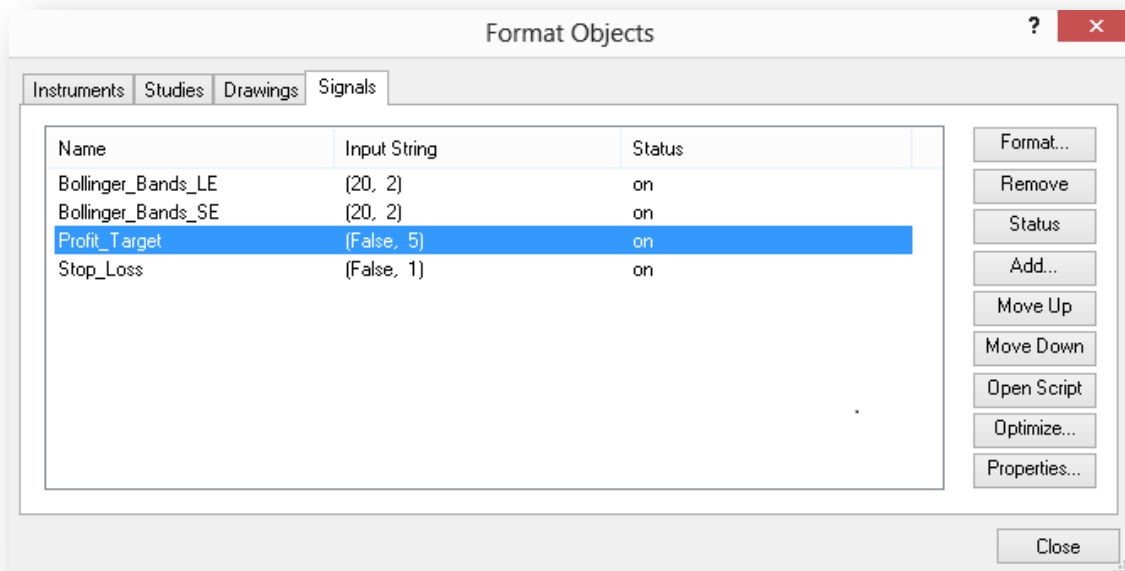 Format Objects
?
Instruments Studies Drawings Signals
Name Input String Status
Bollinger_Bands_LE (20, 2) on
Bollinger_Bands_SE (20, 2) on
Profit_Target (False, 5) on
Stop_Loss (False, 1) on
Format...
Remove
Status
Add...
Move Up
Move Down
Open Script
Optimize...
Properties...
Close